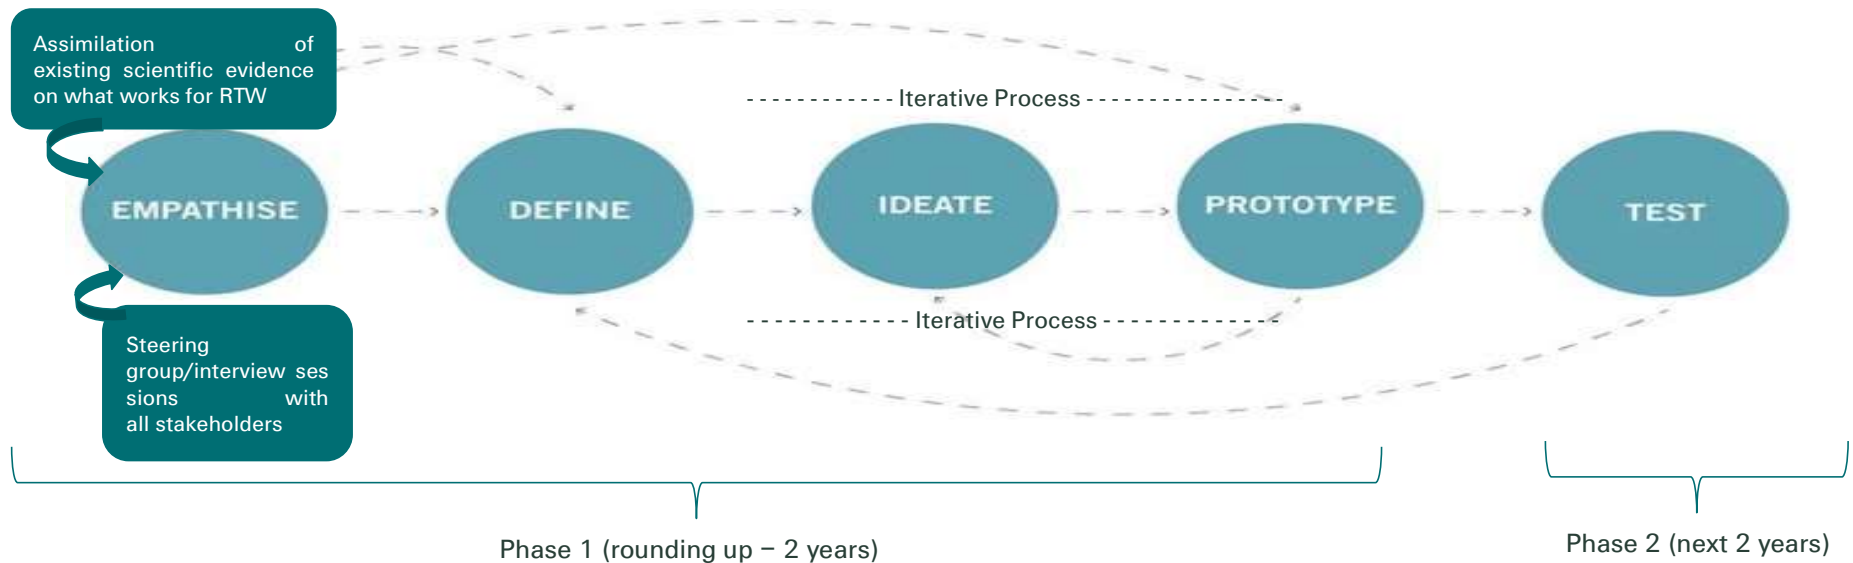 Assimilation of
existing scientific evidence
on what works for RTW
- - - - - - - - - - - Iterative Process - - - - - - - - - - - - - - -
EMPATHISE
DEFINE
IDEATE
PROTOTYPE
TEST
- - - - - - - - - - - - Iterative Process - - - - - - - - - - - - -
Steering
group/interview ses
sions with
all stakeholders
Phase 1 (rounding up – 2 years)
Phase 2 (next 2 years)